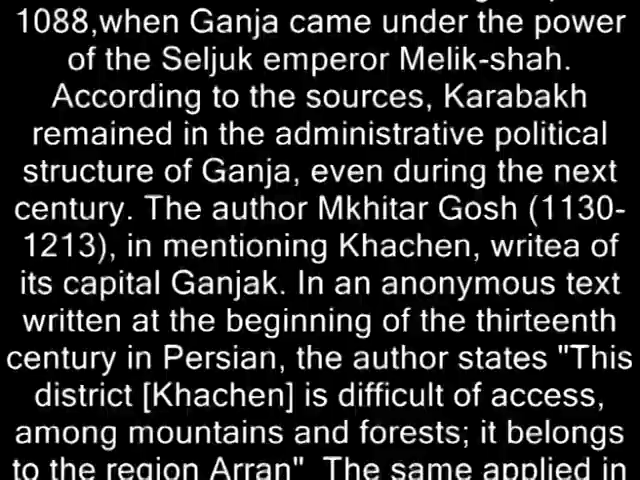 1088,when Ganja came under the power
of the Seljuk emperor Melik-shah.
According to the sources, Karabakh
remained in the administrative political
structure of Ganja, even during the next
century. The author Mkhitar Gosh (1130-
1213), in mentioning Khachen, writea of
its capital Ganjak. In an anonymous text
written at the beginning of the thirteenth
century in Persian, the author states "This
district [Khachen] is difficult of access,
among mountains and forests; it belongs
to the region Arran". The same applied in